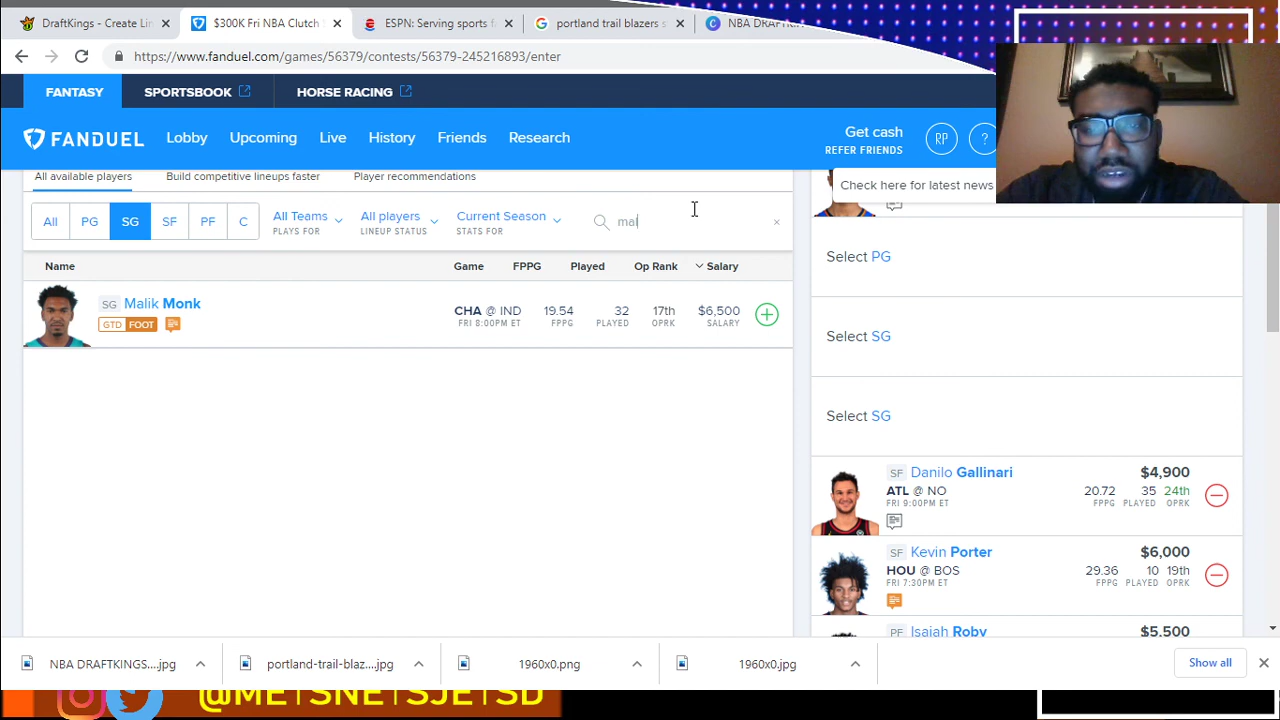 DraftKings - Create Lin
$300K Fri NBA Clutch
ESPN: Serving sports f
portland trail blazers s
NBA DRAFTKIN
https://www.fanduel.com/games/56379/contests/56379-245216893/enter
FANTASY SPORTSBOOK HORSE RACING
FANDUEL Lobby Upcoming Live History Friends Research
Get cash
REFER FRIENDS
RP ?
Check here for latest news
All available players Build competitive lineups faster Player recommendations
All PG SG SF PF C
All Teams
PLAYS FOR
All players
LINEUP STATUS
Current Season
STATS FOR
mal ×
Name Game FPPG Played Op Rank Salary
SG Malik Monk
GTD FOOT
CHA @ IND 19.54 32 17th $6,500
FRI 8:00PM ET FPPG PLAYED OPRK SALARY
Select PG
Select SG
Select SG
SF Danilo Gallinari $4,900
ATL @ NO 20.72 35 24th
FRI 9:00PM ET FPPG PLAYED OPRK
SF Kevin Porter $6,000
HOU @ BOS 29.36 10 19th
FRI 7:30PM ET FPPG PLAYED OPRK
PF Isaiah Roby $5,500
NBA DRAFTKINGS....jpg
portland-trail-blaz....jpg
1960x0.png
1960x0.jpg
Show all
@METSNETSJETSD